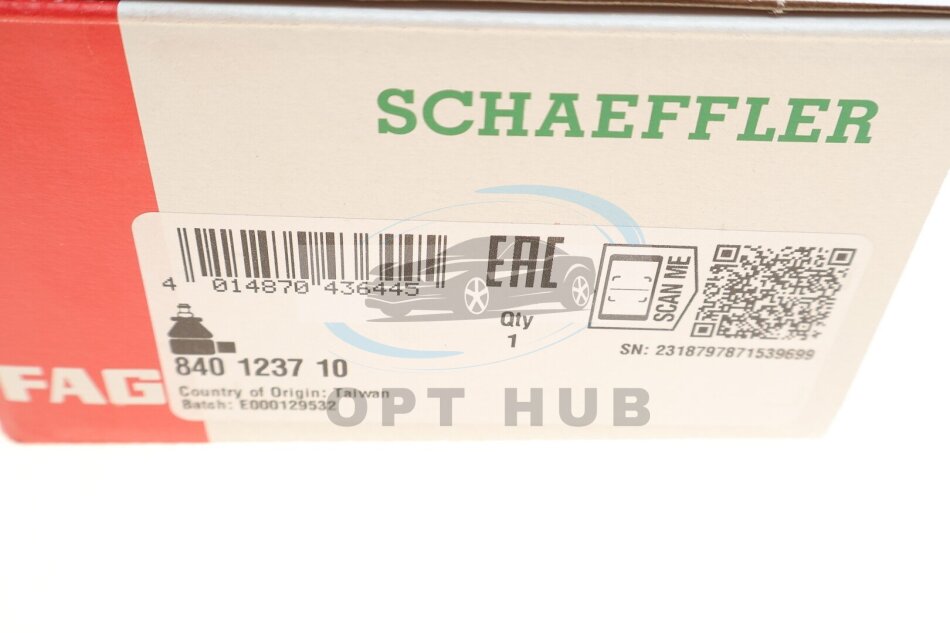 SCHAEFFLER
4 014870 436445
EAC
Qty
1
SCAN ME
SN: 2318797871539699
840 1237 10
FAG
Country of Origin: Taiwan
Batch: E000129532
OPT HUB